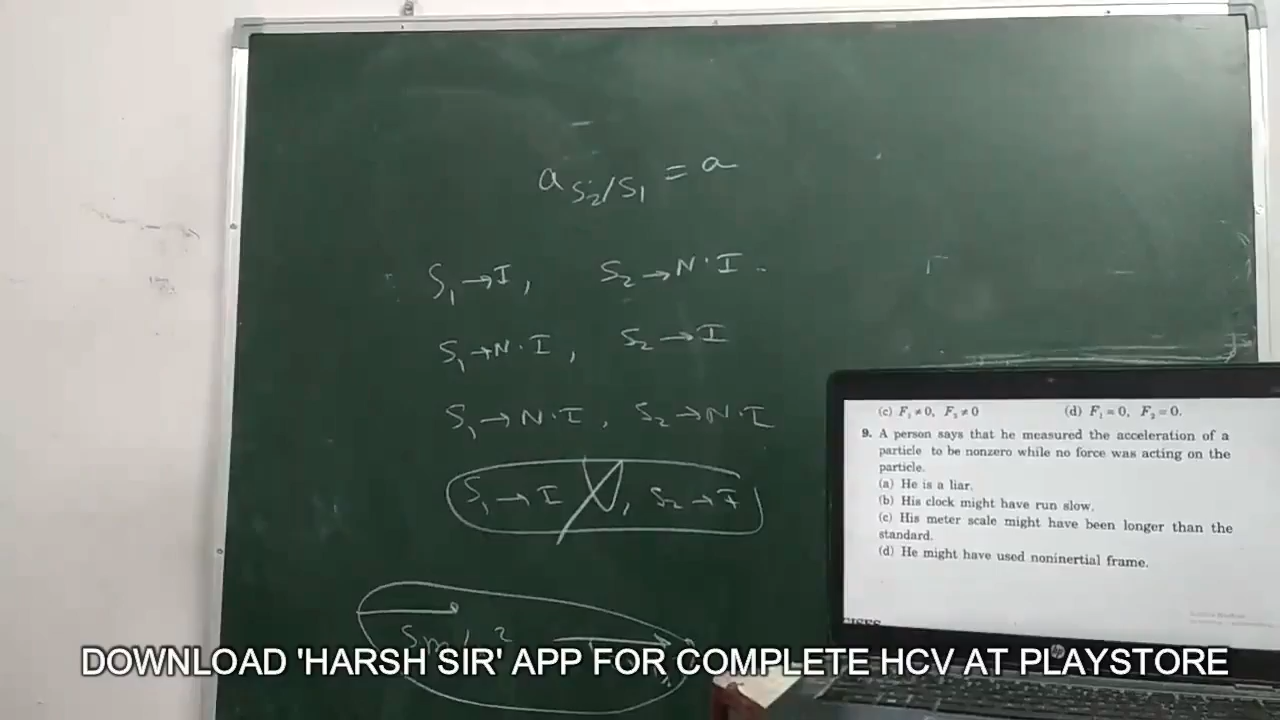 a S₂/S₁ = a
S₁ → I, S₂ → N·I
S₁ → N·I, S₂ → I
S₁ → N·I, S₂ → N·I
S₁ → I, S₂ → I
(c) F₁ ≠ 0, F₂ ≠ 0 (d) F₁ = 0, F₂ = 0.
9. A person says that he measured the acceleration of a
particle to be nonzero while no force was acting on the
particle.
(a) He is a liar.
(b) His clock might have run slow.
(c) His meter scale might have been longer than the
standard.
(d) He might have used noninertial frame.
DOWNLOAD 'HARSH SIR' APP FOR COMPLETE HCV AT PLAYSTORE